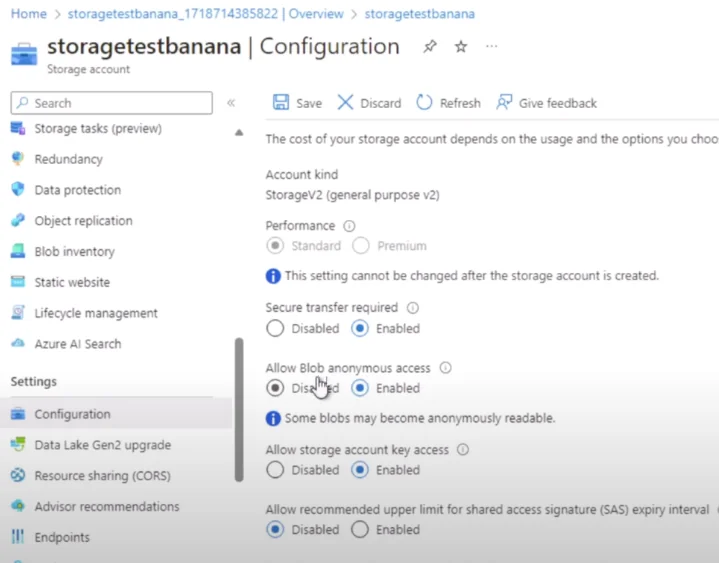 Home > storagetestbanana_1718714385822 | Overview > storagetestbanana
storagetestbanana | Configuration
Storage account
Search
Save Discard Refresh Give feedback
Storage tasks (preview)
Redundancy
Data protection
Object replication
Blob inventory
Static website
Lifecycle management
Azure AI Search
Settings
Configuration
Data Lake Gen2 upgrade
Resource sharing (CORS)
Advisor recommendations
Endpoints
The cost of your storage account depends on the usage and the options you choo
Account kind
StorageV2 (general purpose v2)
Performance
Standard Premium
This setting cannot be changed after the storage account is created.
Secure transfer required
Disabled Enabled
Allow Blob anonymous access
Disabled Enabled
Some blobs may become anonymously readable.
Allow storage account key access
Disabled Enabled
Allow recommended upper limit for shared access signature (SAS) expiry interval
Disabled Enabled